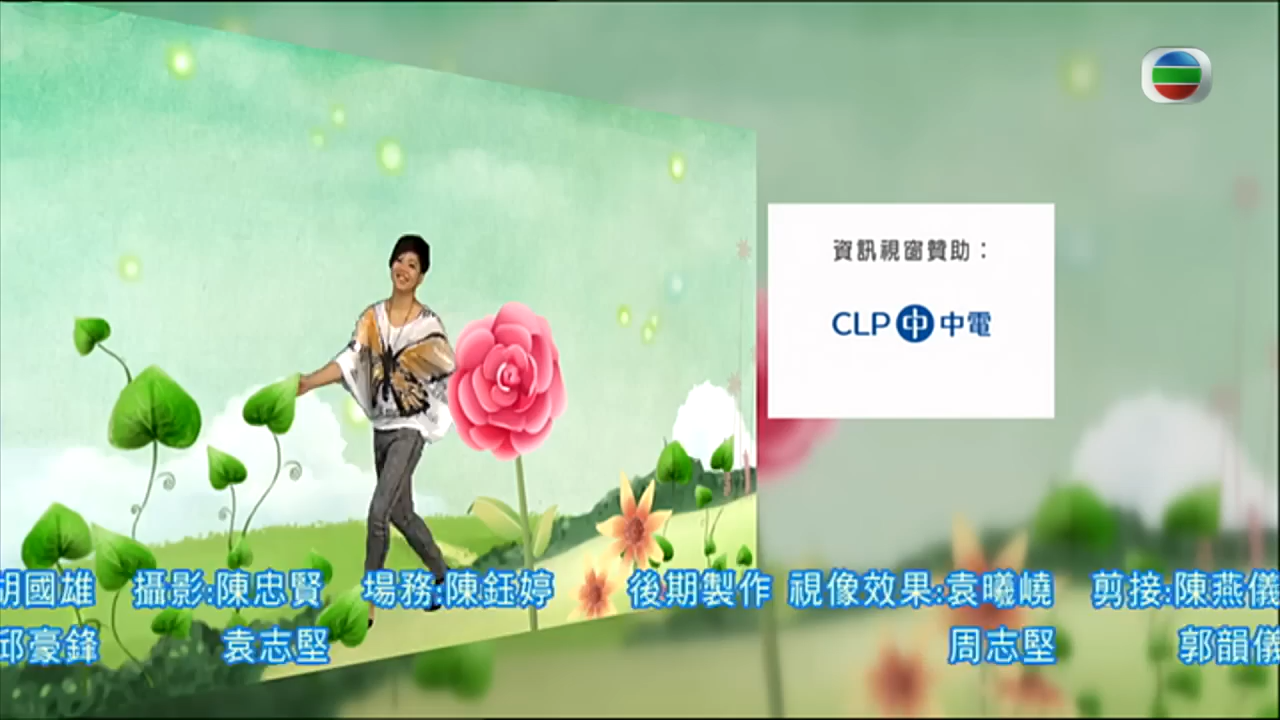 資訊視窗贊助：
CLP 中 中電
胡國雄 攝影:陳忠賢 場務:陳鈺婷 後期製作 視像效果:袁曦嶢 剪接:陳燕儀
邱豪鋒 袁志堅 周志堅 郭韻儀